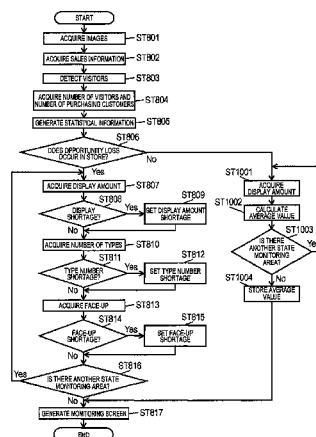 START
ACQUIRE IMAGES
ST801
ACQUIRE SALES INFORMATION
ST802
DETECT VISITORS
ST803
ACQUIRE NUMBER OF VISITORS AND
NUMBER OF PURCHASING CUSTOMERS
ST804
GENERATE STATISTICAL INFORMATION
ST805
ST806
DOES OPPORTUNITY LOSS
OCCUR IN STORE?
No
Yes
ACQUIRE DISPLAY AMOUNT
ST807
ST808
DISPLAY
SHORTAGE?
Yes
ST809
SET DISPLAY AMOUNT
SHORTAGE
No
ACQUIRE NUMBER OF TYPES
ST810
ST811
TYPE NUMBER
SHORTAGE?
Yes
ST812
SET TYPE NUMBER
SHORTAGE
No
ACQUIRE FACE-UP
ST813
ST814
FACE-UP
SHORTAGE?
Yes
ST815
SET FACE-UP
SHORTAGE
No
ST816
Yes
IS THERE ANOTHER STATE
MONITORING AREA?
No
GENERATE MONITORING SCREEN
ST817
END
ST1001
ACQUIRE
DISPLAY AMOUNT
ST1002
CALCULATE
AVERAGE VALUE
ST1003
IS THERE
ANOTHER STATE
MONITORING
AREA?
Yes
No
ST1004
STORE AVERAGE
VALUE